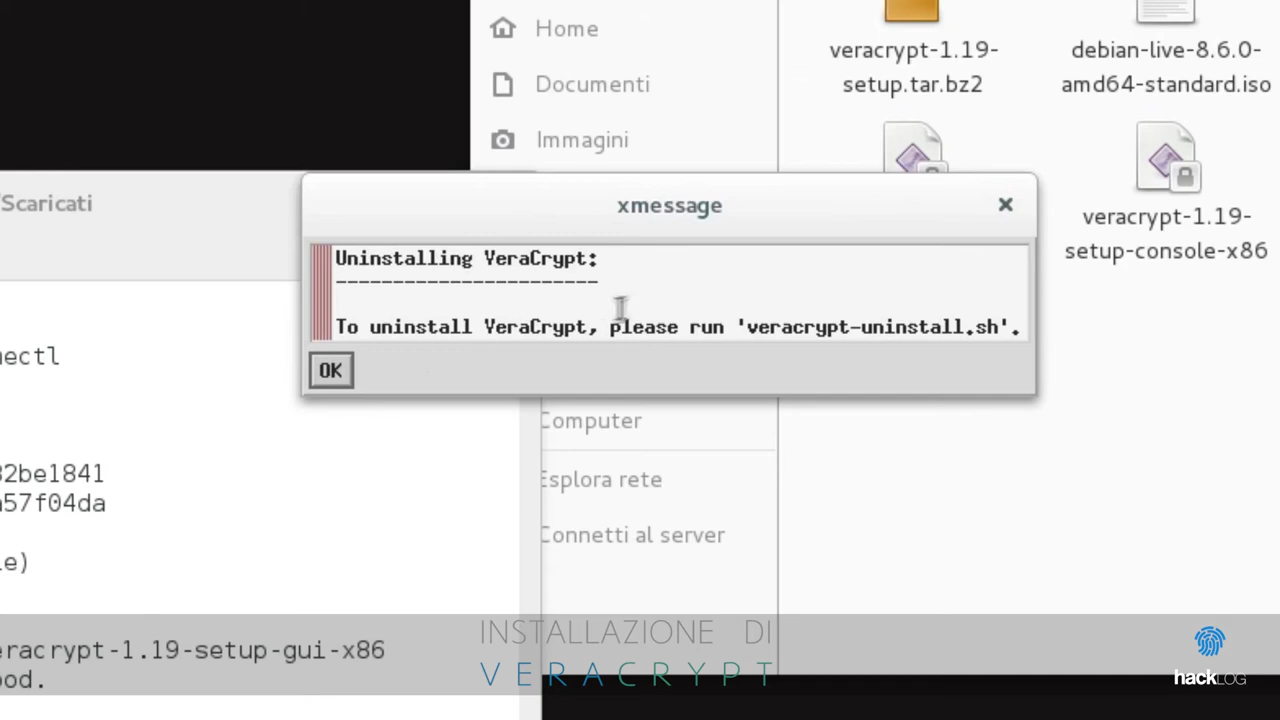 Home
Documenti
Immagini
veracrypt-1.19-
setup.tar.bz2
debian-live-8.6.0-
amd64-standard.iso
veracrypt-1.19-
setup-console-x86
Scaricati
xmessage
Uninstalling VeraCrypt:
-----------------------
To uninstall VeraCrypt, please run 'veracrypt-uninstall.sh'.
OK
Computer
Esplora rete
Connetti al server
ectl
2be1841
57f04da
e)
eracrypt-1.19-setup-gui-x86
od.
INSTALLAZIONE DI
VERACRYPT
hackLOG